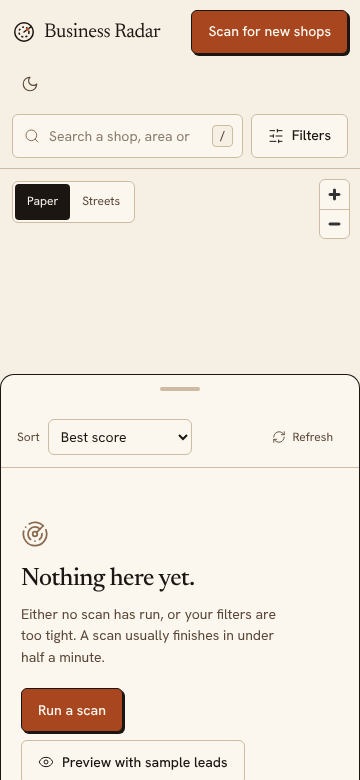 Business Radar
Scan for new shops
Search a shop, area or
/
Filters
Paper
Streets
+
−
Sort
Best score
Refresh
Nothing here yet.
Either no scan has run, or your filters are
too tight. A scan usually finishes in under
half a minute.
Run a scan
Preview with sample leads